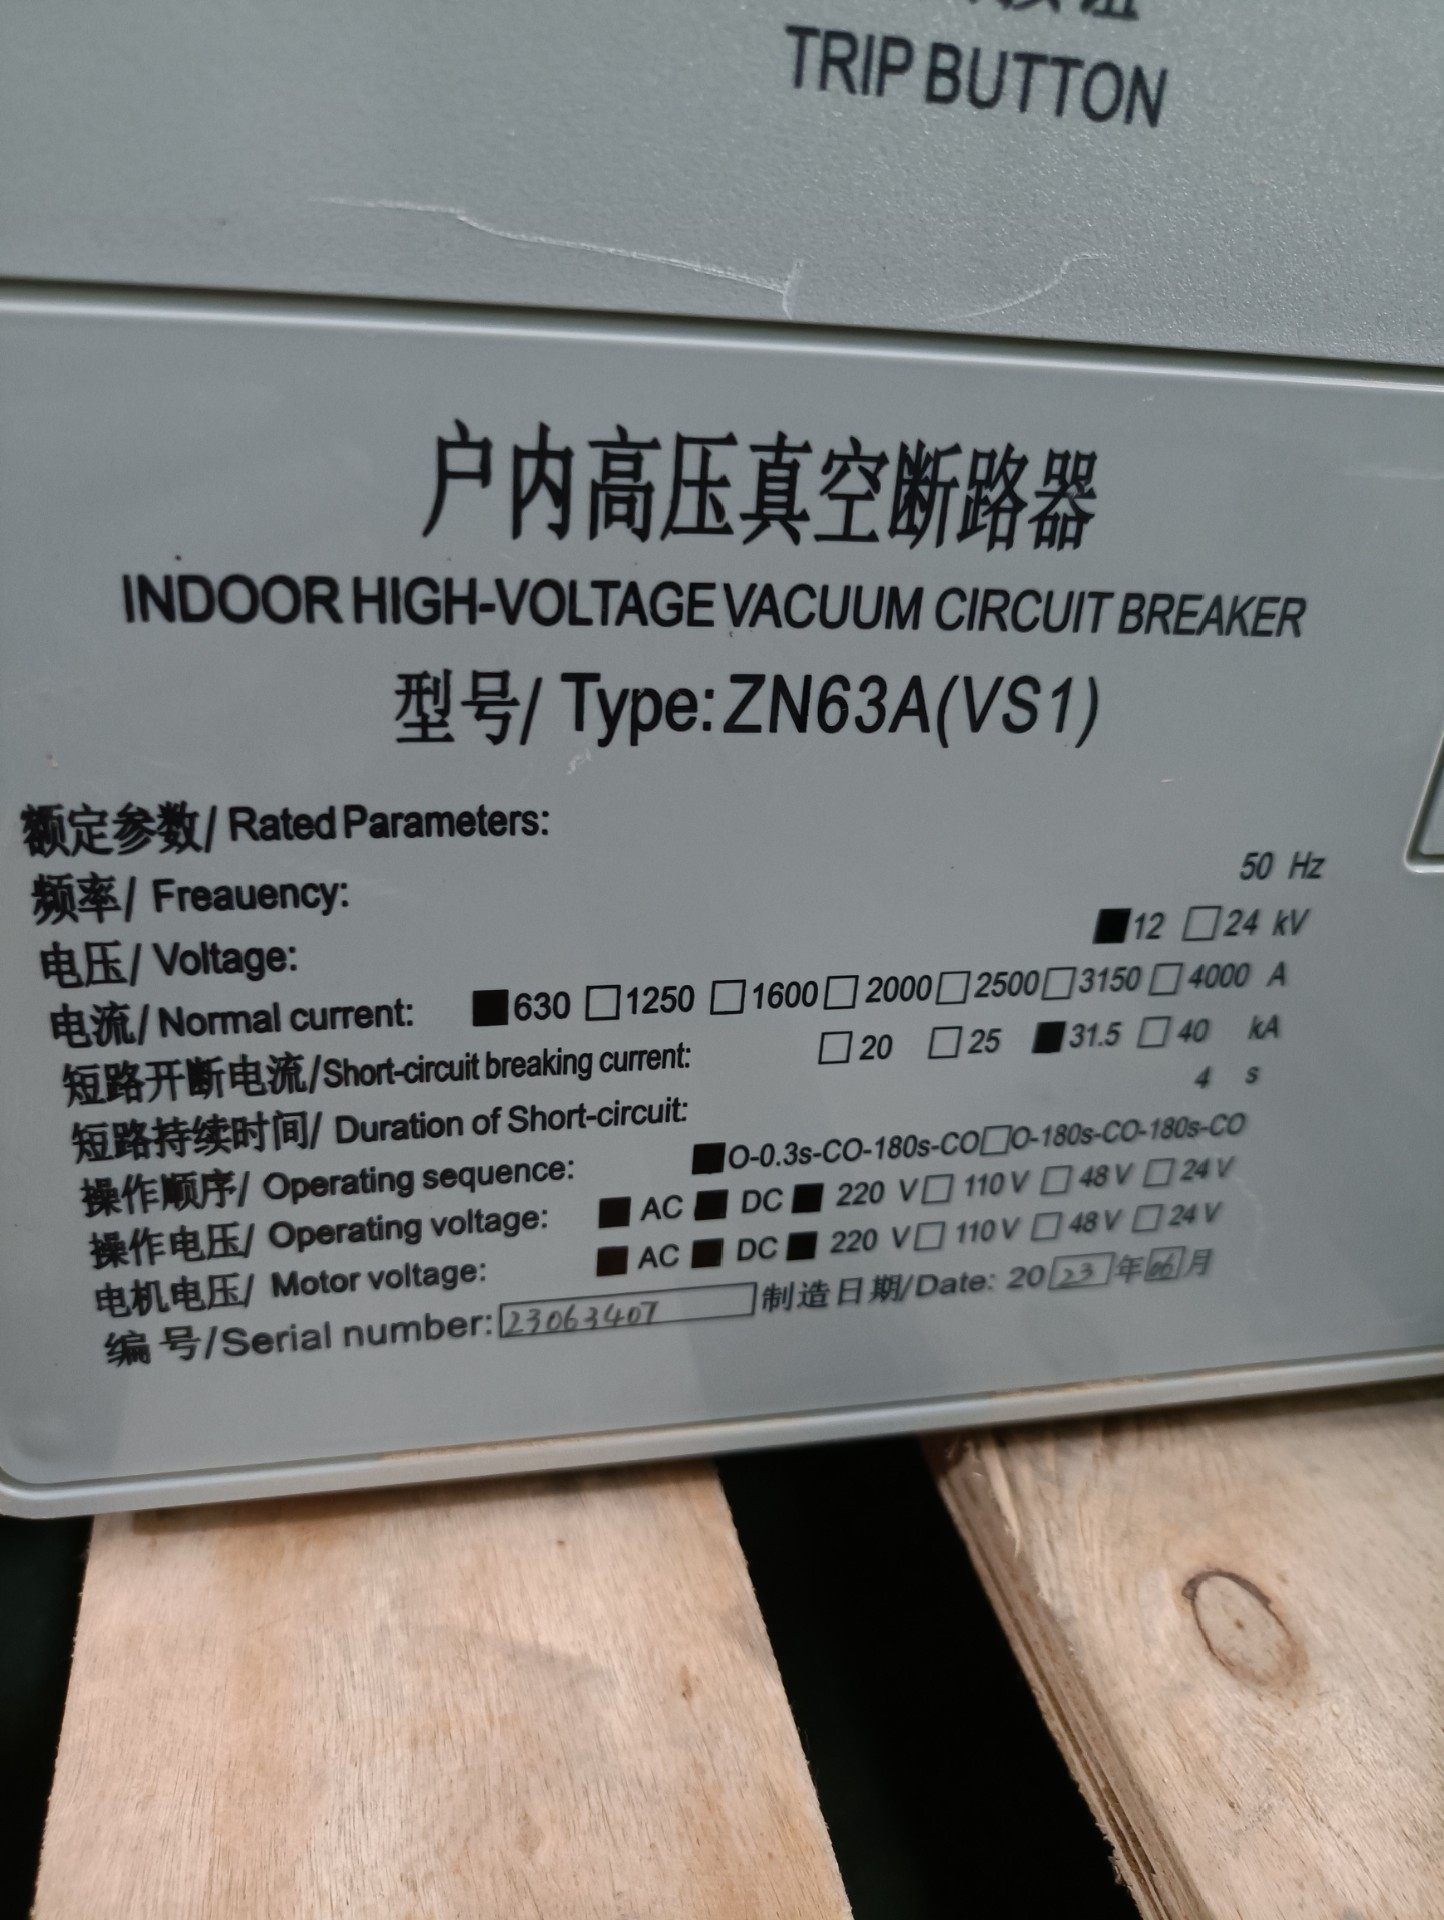 TRIP BUTTON
户内高压真空断路器
INDOOR HIGH-VOLTAGE VACUUM CIRCUIT BREAKER
型号/ Type: ZN63A(VS1)
额定参数/ Rated Parameters:
频率/ Freauency: 50 Hz
电压/ Voltage: ■12 □24 kV
电流/ Normal current: ■630 □1250 □1600 □2000 □2500 □3150 □4000 A
短路开断电流/Short-circuit breaking current: □20 □25 ■31.5 □40 kA
短路持续时间/ Duration of Short-circuit: 4 s
操作顺序/ Operating sequence: ■O-0.3s-CO-180s-CO □O-180s-CO-180s-CO
操作电压/ Operating voltage: ■AC ■DC ■220 V □110 V □48 V □24 V
电机电压/ Motor voltage: ■AC ■DC ■220 V □110 V □48 V □24 V
编号/Serial number: 23063407 制造日期/Date: 2023年06月